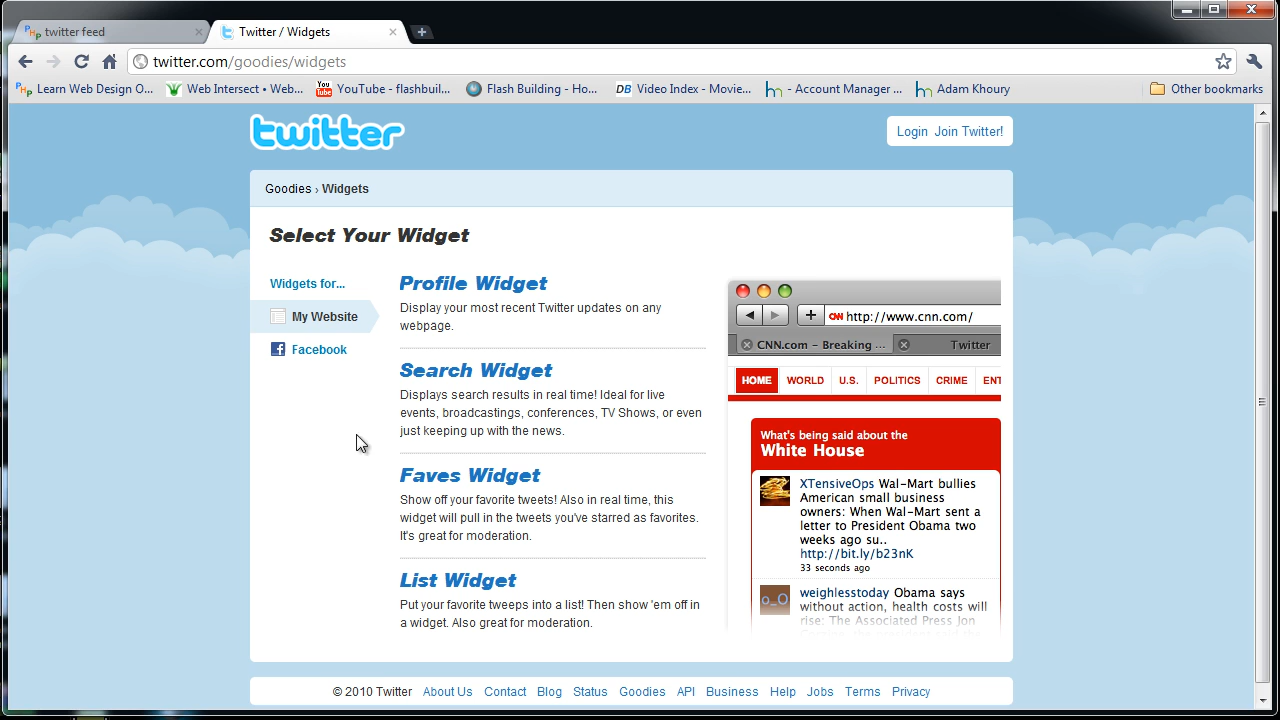 twitter feed
Twitter / Widgets
twitter.com/goodies/widgets
Learn Web Design O...
Web Intersect • Web...
YouTube - flashbuil...
Flash Building - Ho...
Video Index - Movie...
- Account Manager ...
Adam Khoury
Other bookmarks
twitter
Login Join Twitter!
Goodies › Widgets
Select Your Widget
Widgets for...
My Website
Facebook
Profile Widget
Display your most recent Twitter updates on any
webpage.
Search Widget
Displays search results in real time! Ideal for live
events, broadcastings, conferences, TV Shows, or even
just keeping up with the news.
Faves Widget
Show off your favorite tweets! Also in real time, this
widget will pull in the tweets you've starred as favorites.
It's great for moderation.
List Widget
Put your favorite tweeps into a list! Then show 'em off in
a widget. Also great for moderation.
CNN http://www.cnn.com/
CNN.com – Breaking ...
Twitter
HOME WORLD U.S. POLITICS CRIME ENT
What's being said about the
White House
XTensiveOps Wal-Mart bullies
American small business
owners: When Wal-Mart sent a
letter to President Obama two
weeks ago su..
http://bit.ly/b23nK
33 seconds ago
weighlesstoday Obama says
without action, health costs will
rise: The Associated Press Jon
© 2010 Twitter About Us Contact Blog Status Goodies API Business Help Jobs Terms Privacy